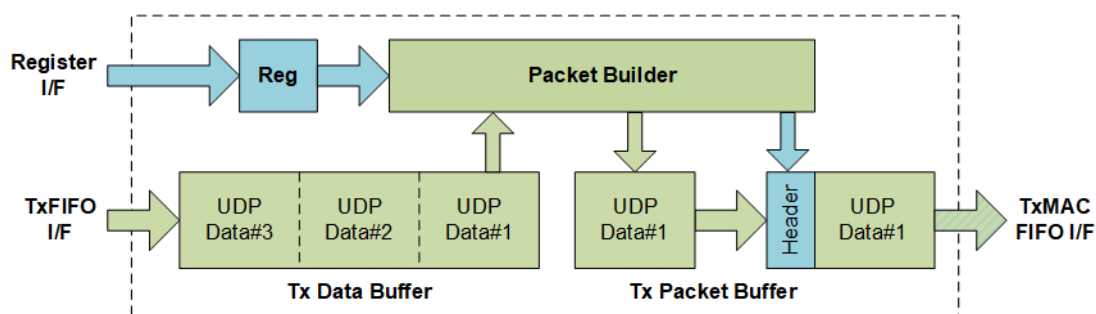 Register
I/F
Reg
Packet Builder
TxFIFO
I/F
UDP
Data#3
UDP
Data#2
UDP
Data#1
UDP
Data#1
Header
UDP
Data#1
TxMAC
FIFO I/F
Tx Data Buffer
Tx Packet Buffer